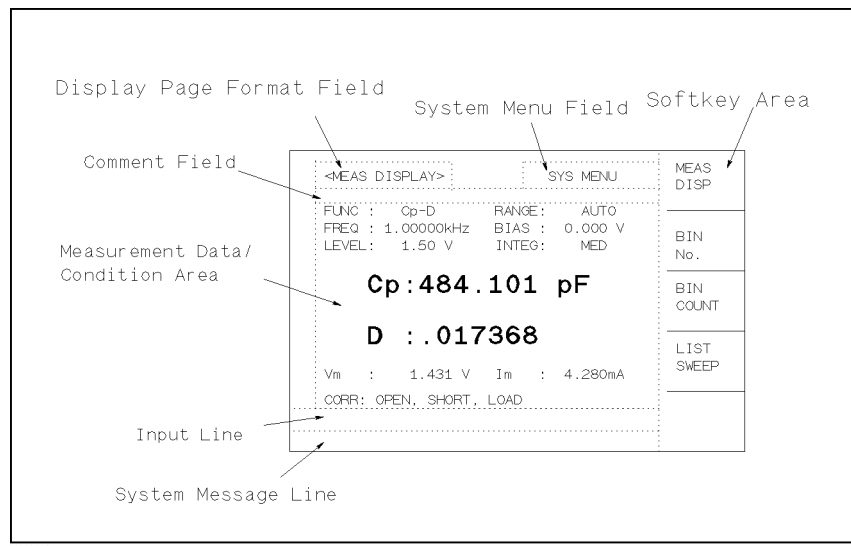 Display Page Format Field
System Menu Field
Softkey Area
Comment Field
<MEAS DISPLAY>
SYS MENU
MEAS
DISP
FUNC : Cp-D RANGE: AUTO
FREQ : 1.00000kHz BIAS : 0.000 V
LEVEL: 1.50 V INTEG: MED
BIN
No.
Measurement Data/
Condition Area
Cp:484.101 pF
BIN
COUNT
D :.017368
LIST
SWEEP
Vm : 1.431 V Im : 4.280mA
CORR: OPEN, SHORT, LOAD
Input Line
System Message Line